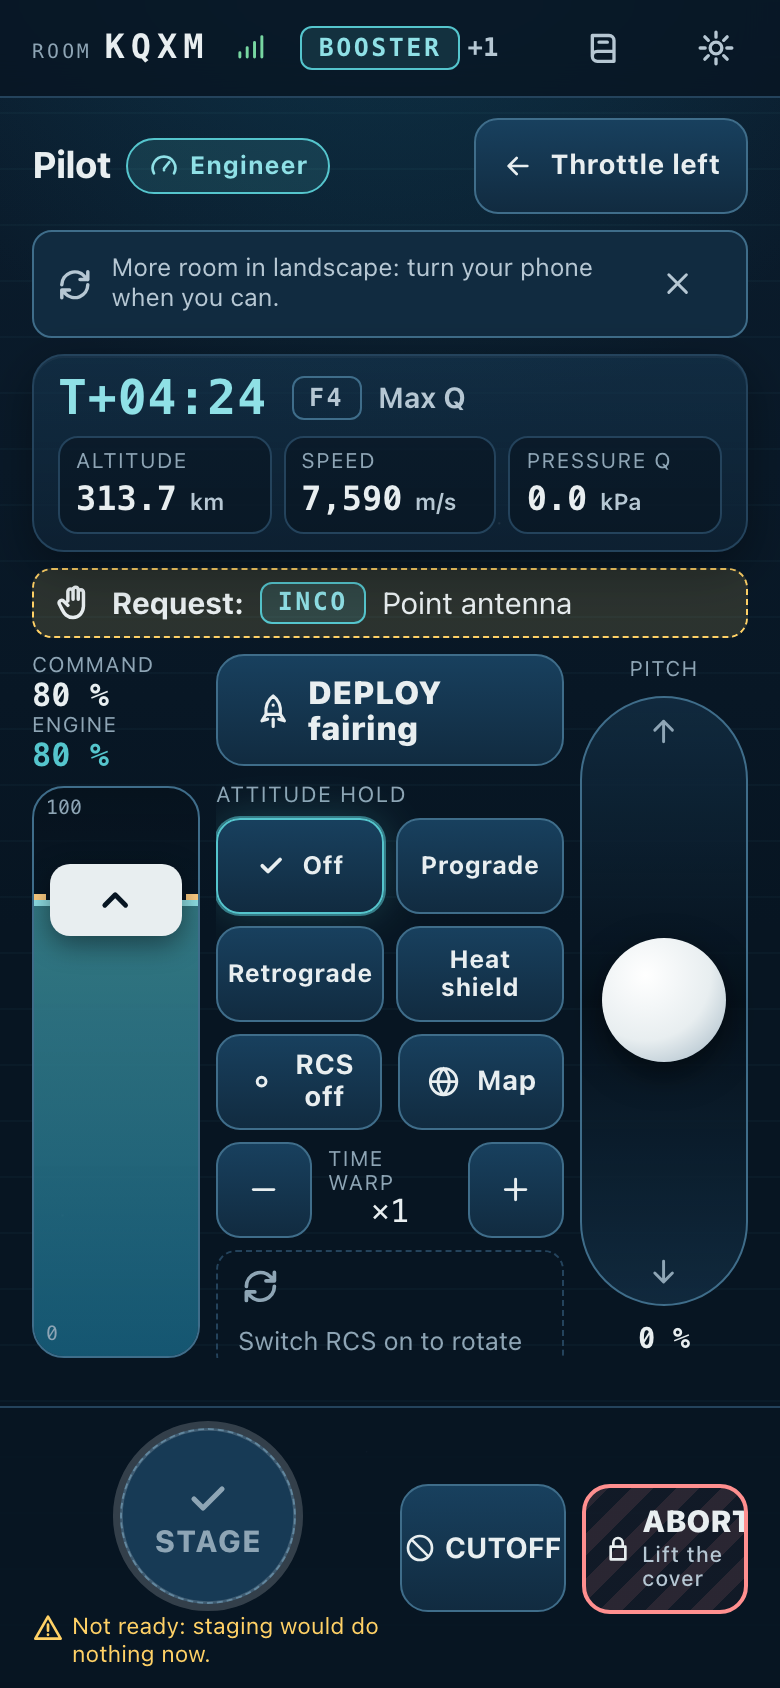 ROOM KQXM BOOSTER +1
Pilot Engineer Throttle left
More room in landscape: turn your phone
when you can.
T+04:24 F4 Max Q
ALTITUDE SPEED PRESSURE Q
313.7 km 7,590 m/s 0.0 kPa
Request: INCO Point antenna
COMMAND
80 %
ENGINE
80 %
100
0
DEPLOY
fairing
ATTITUDE HOLD
Off Prograde
Retrograde Heat
shield
RCS
off
Map
TIME
WARP
×1
Switch RCS on to rotate
PITCH
0 %
STAGE
Not ready: staging would do
nothing now.
CUTOFF
ABORT
Lift the
cover